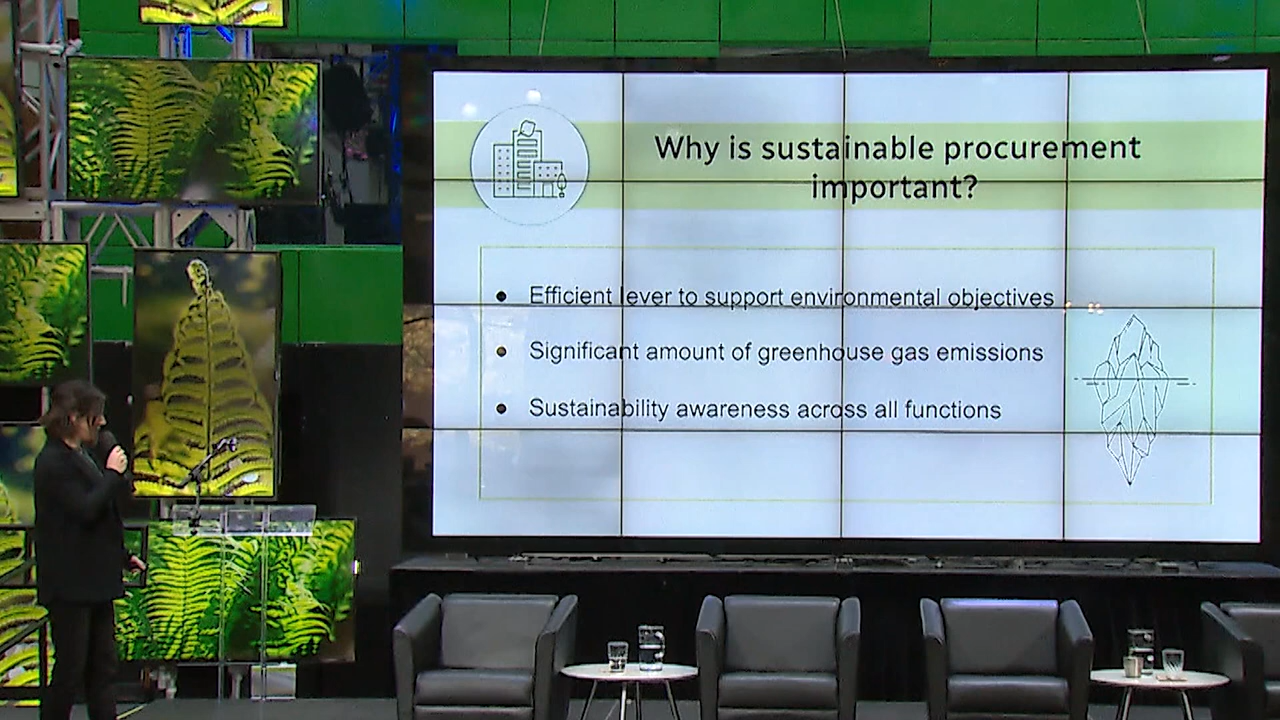 Why is sustainable procurement
important?
● Efficient lever to support environmental objectives
● Significant amount of greenhouse gas emissions
● Sustainability awareness across all functions